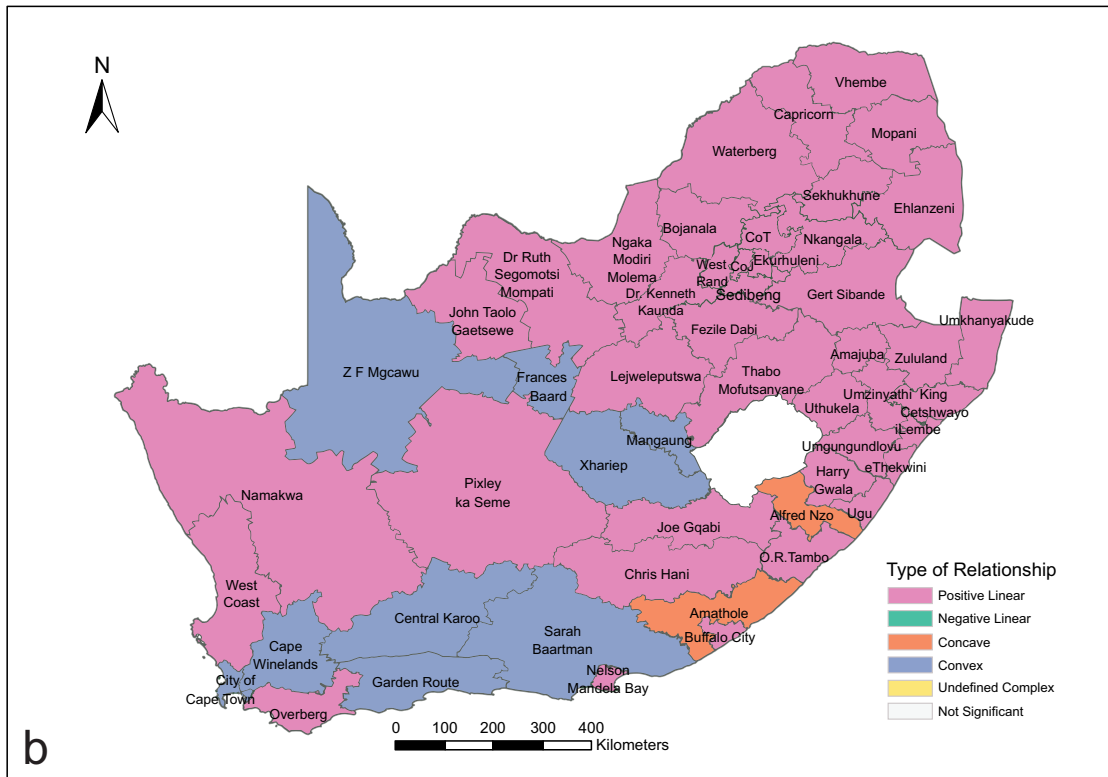 N
Vhembe
Capricorn
Mopani
Waterberg
Sekhukhune
Ehlanzeni
Bojanala
CoT
Nkangala
Ngaka
Modiri
Molema
West
Rand
CoJ
Ekurhuleni
Dr Ruth
Segomotsi
Mompati
Dr. Kenneth
Kaunda
Sedibeng
Gert Sibande
John Taolo
Gaetsewe
Fezile Dabi
Umkhanyakude
Amajuba
Zululand
Z F Mgcawu
Frances
Baard
Lejweleputswa
Thabo
Mofutsanyane
Umzinyathi
King
Cetshwayo
Uthukela
iLembe
Mangaung
Umgungundlovu
Xhariep
eThekwini
Harry
Gwala
Namakwa
Pixley
ka Seme
Alfred Nzo
Ugu
Joe Gqabi
O.R.Tambo
Chris Hani
West
Coast
Central Karoo
Amathole
Sarah
Baartman
Buffalo City
Cape
Winelands
City of
Cape Town
Garden Route
Nelson
Mandela Bay
Overberg
Type of Relationship
Positive Linear
Negative Linear
Concave
Convex
Undefined Complex
Not Significant
0 100 200 300 400
Kilometers
b